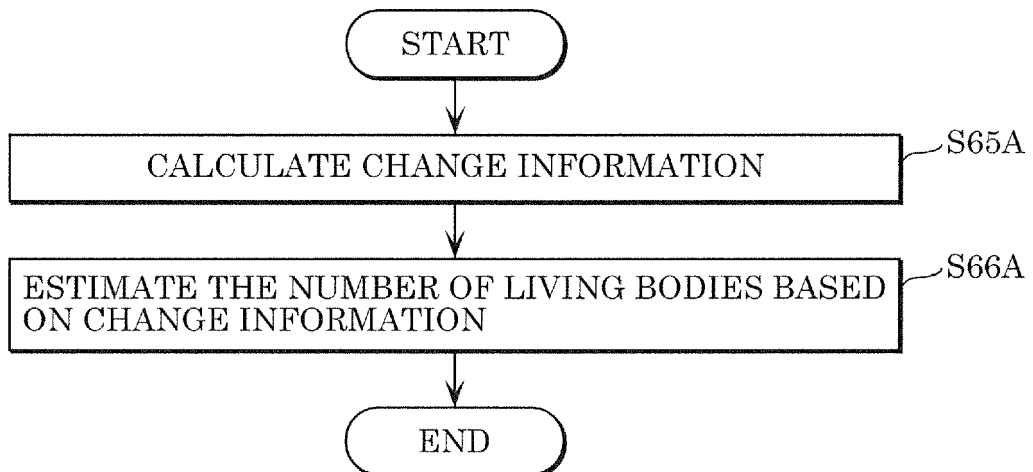 START
CALCULATE CHANGE INFORMATION
S65A
ESTIMATE THE NUMBER OF LIVING BODIES BASED
ON CHANGE INFORMATION
S66A
END